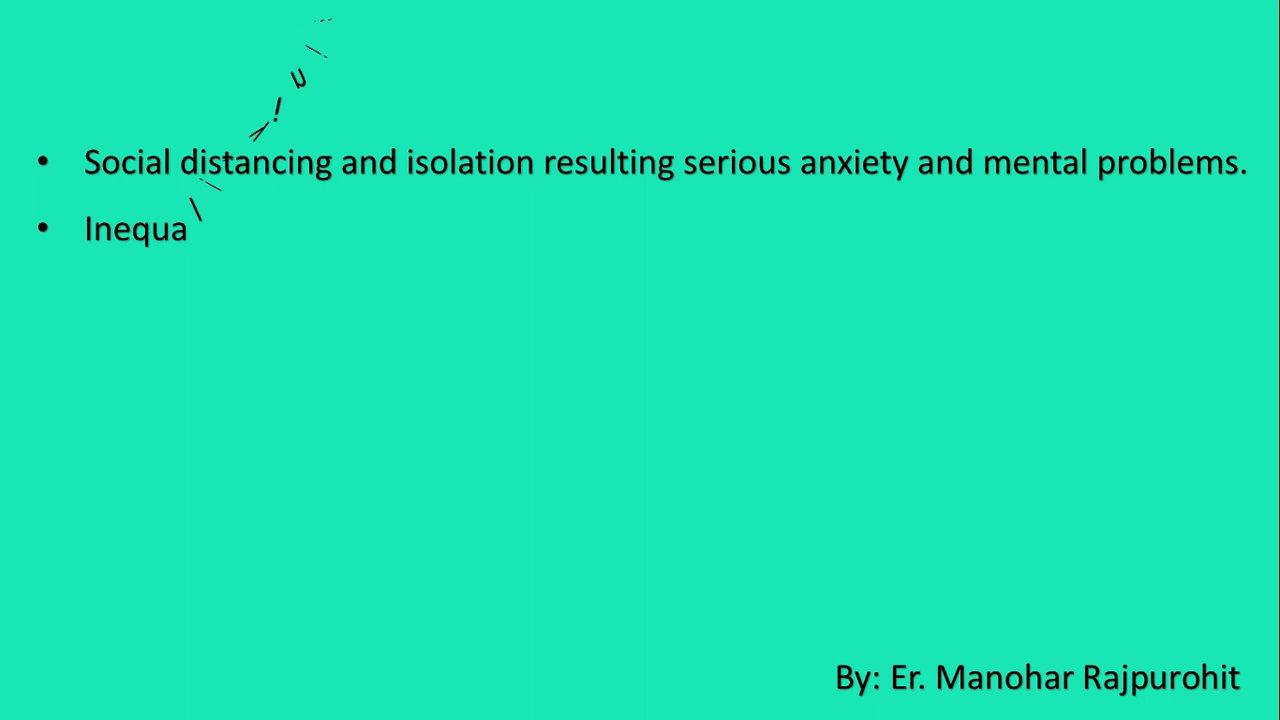 • Social distancing and isolation resulting serious anxiety and mental problems.
• Inequa
By: Er. Manohar Rajpurohit